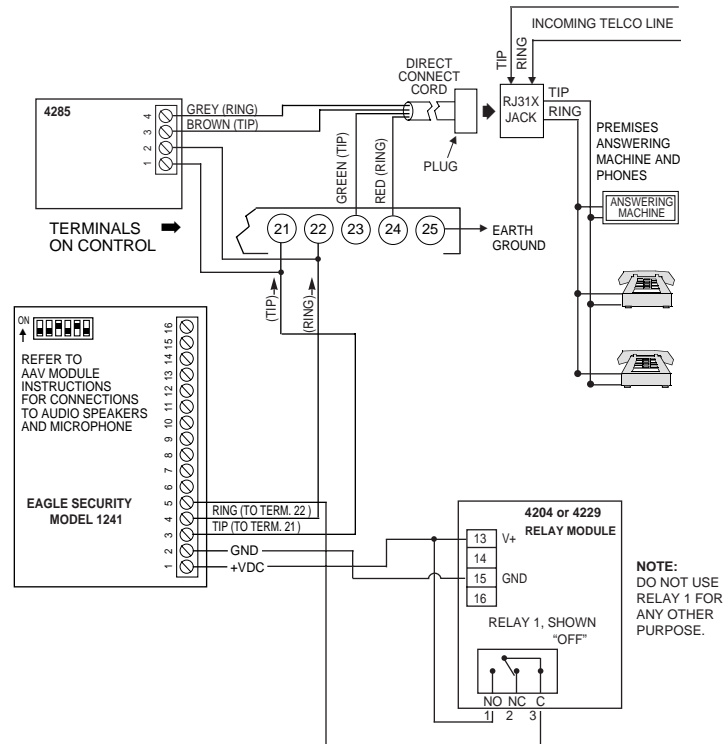 INCOMING TELCO LINE
TIP
RING
DIRECT
CONNECT
CORD
RJ31X
JACK
TIP
RING
PLUG
PREMISES
ANSWERING
MACHINE AND
PHONES
ANSWERING
MACHINE
4285
4
3
2
1
GREY (RING)
BROWN (TIP)
GREEN (TIP)
RED (RING)
TERMINALS
ON CONTROL
21
22
23
24
25
EARTH
GROUND
(TIP)
(RING)
ON
REFER TO
AAV MODULE
INSTRUCTIONS
FOR CONNECTIONS
TO AUDIO SPEAKERS
AND MICROPHONE
EAGLE SECURITY
MODEL 1241
16
15
14
13
12
11
10
9
8
7
6
5
4
3
2
1
RING (TO TERM. 22 )
TIP (TO TERM. 21 )
GND
+VDC
4204 or 4229
RELAY MODULE
13 V+
14
15 GND
16
RELAY 1, SHOWN
“OFF”
NO NC C
1 2 3
NOTE:
DO NOT USE
RELAY 1 FOR
ANY OTHER
PURPOSE.